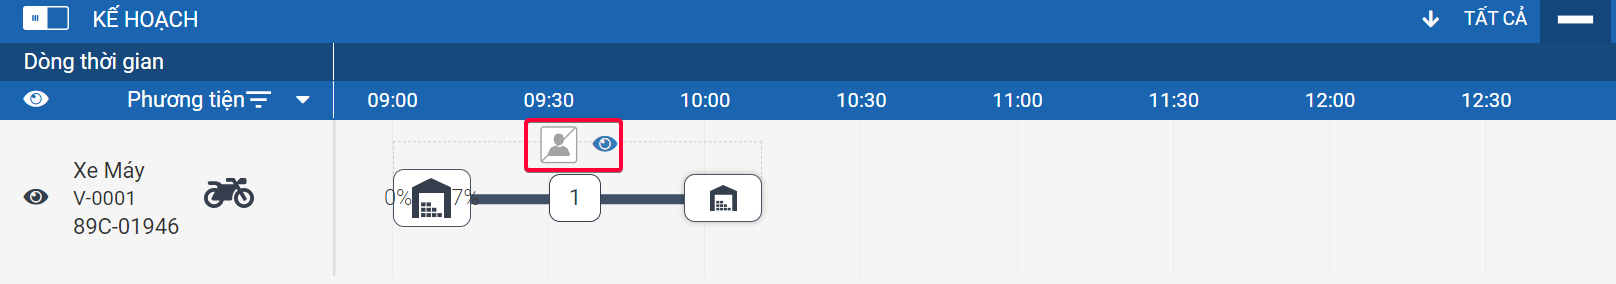 KẾ HOẠCH
TẤT CẢ
Dòng thời gian
Phương tiện
09:00 09:30 10:00 10:30 11:00 11:30 12:00 12:30
Xe Máy
V-0001
89C-01946
0% 7% 1